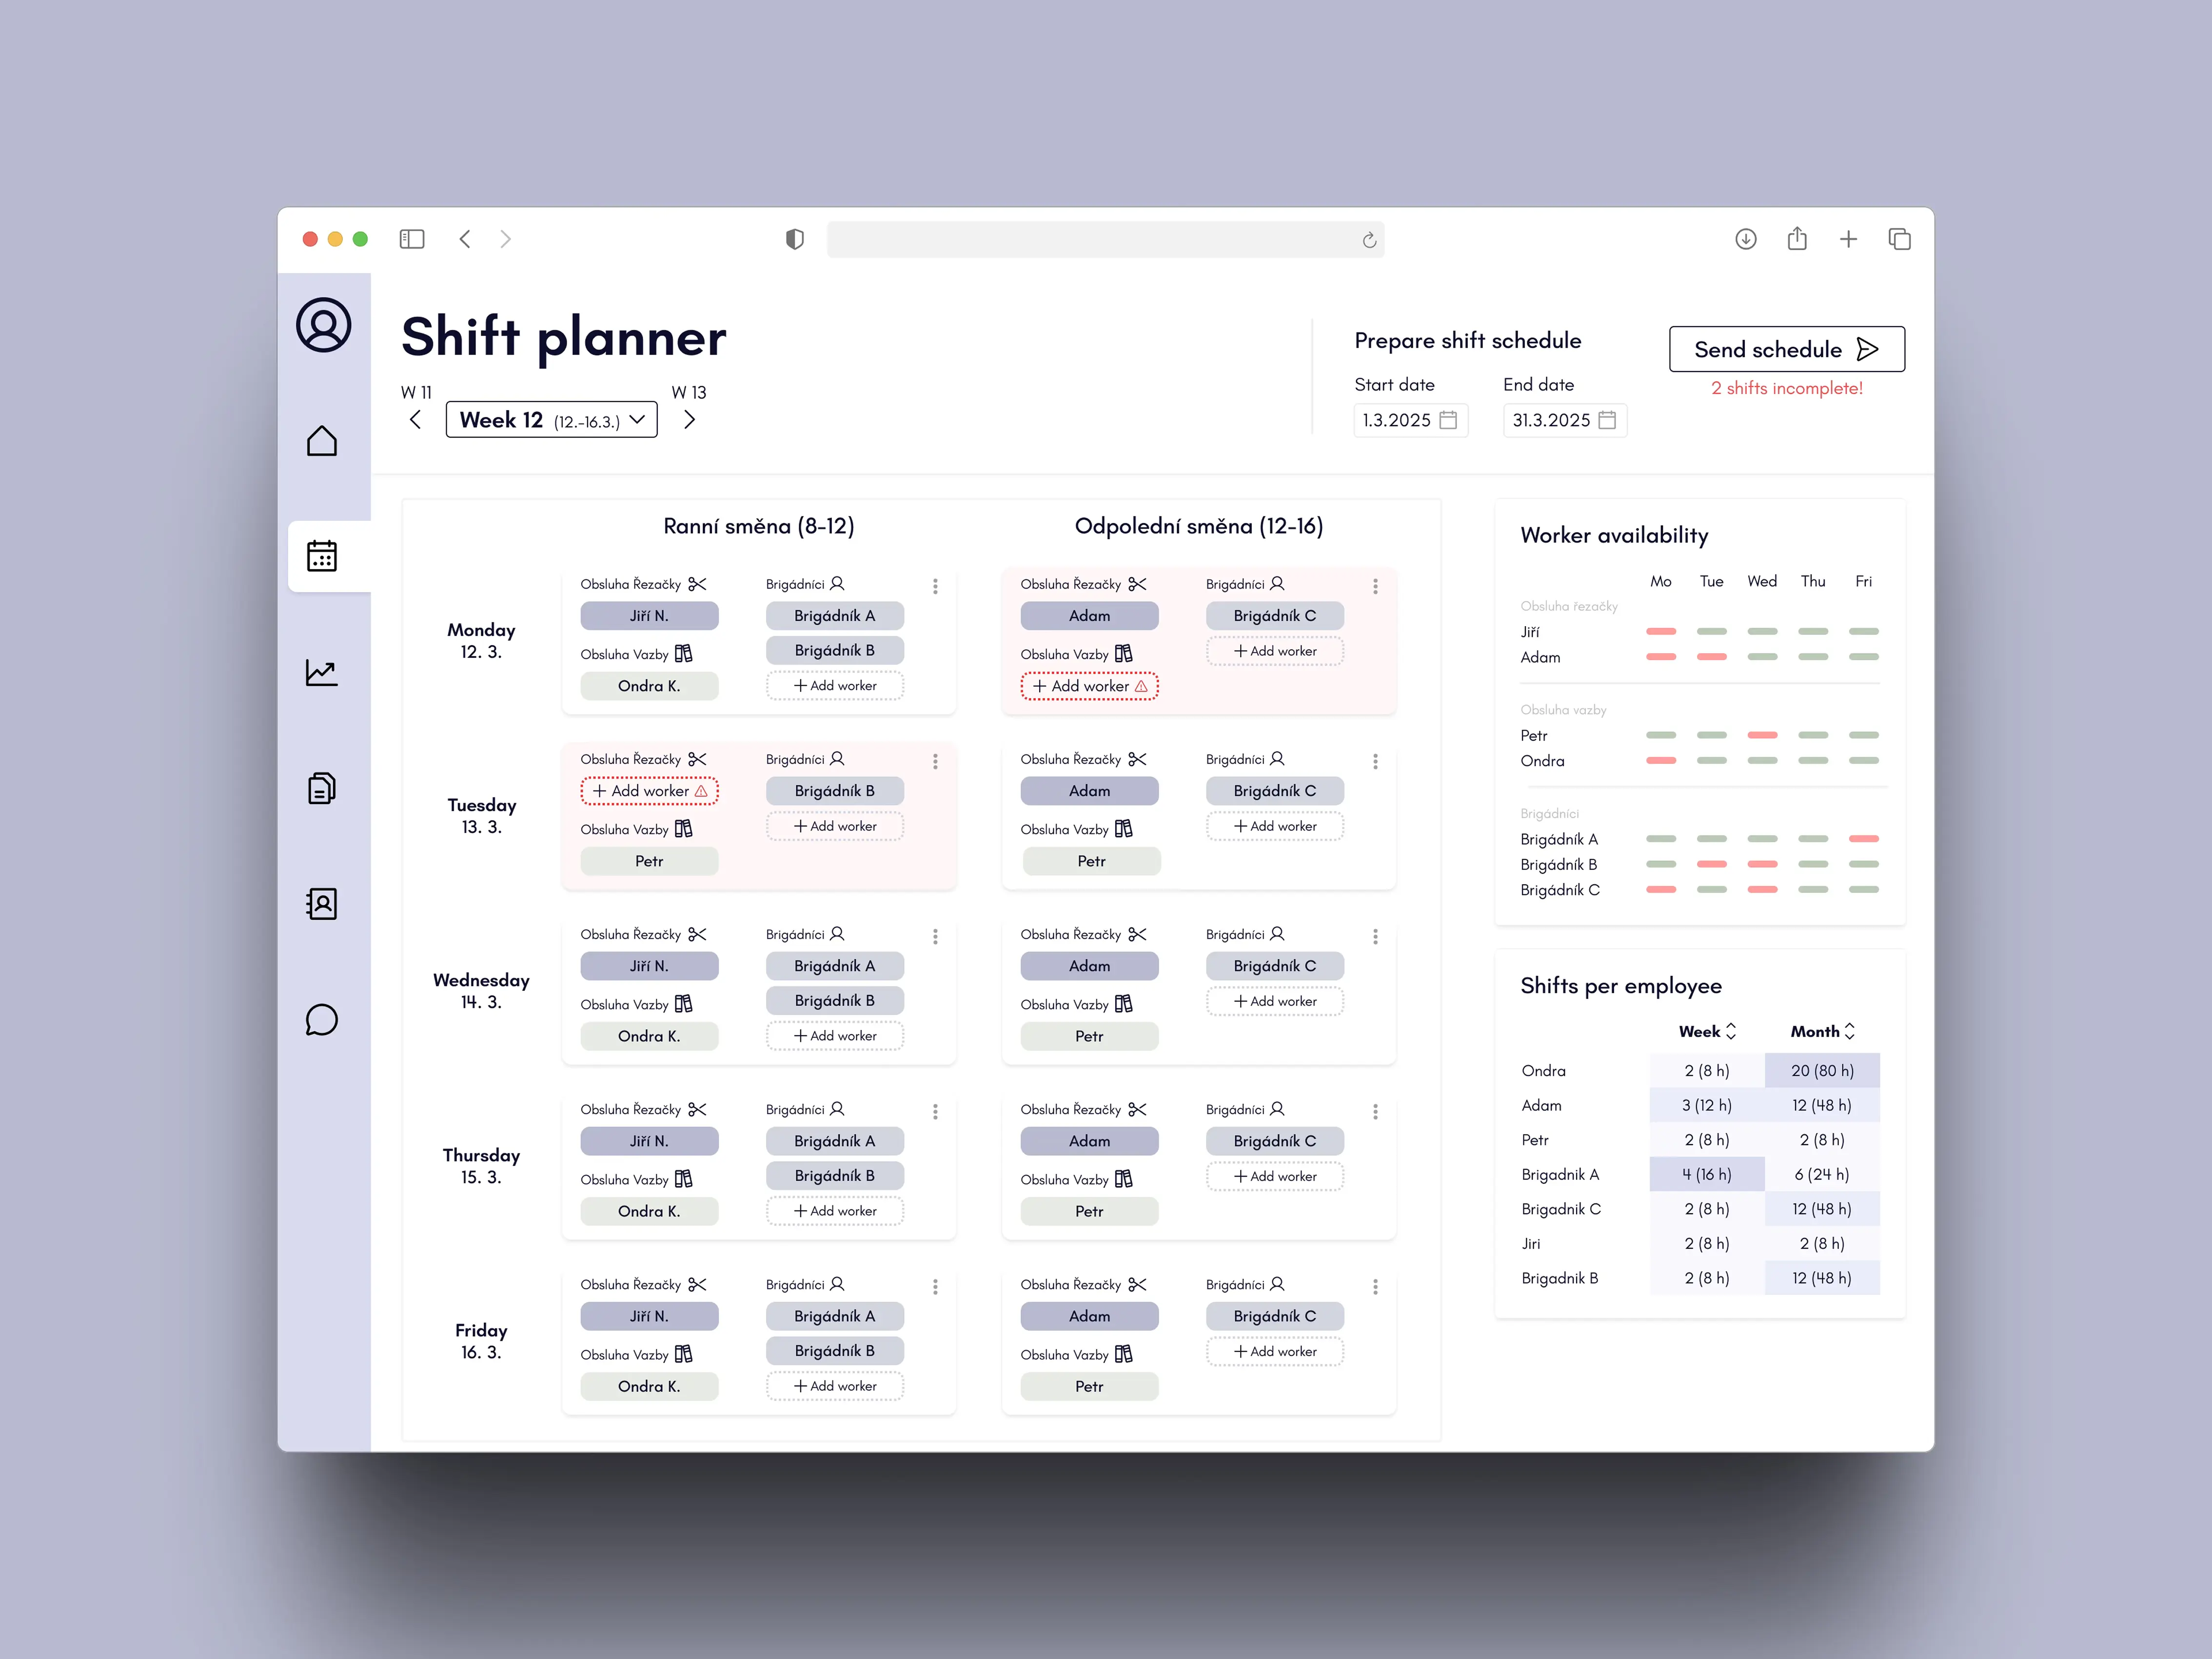 Shift planner
W 11
W 13
Week 12 (12.-16.3.)
Prepare shift schedule
Start date
End date
1.3.2025
31.3.2025
Send schedule
2 shifts incomplete!
Ranní směna (8-12)
Odpolední směna (12-16)
Monday
12. 3.
Obsluha Řezačky
Jiří N.
Obsluha Vazby
Ondra K.
Brigádníci
Brigádník A
Brigádník B
+ Add worker
Obsluha Řezačky
Adam
Obsluha Vazby
+ Add worker
Brigádníci
Brigádník C
+ Add worker
Tuesday
13. 3.
Obsluha Řezačky
+ Add worker
Obsluha Vazby
Petr
Brigádníci
Brigádník B
+ Add worker
Obsluha Řezačky
Adam
Obsluha Vazby
Petr
Brigádníci
Brigádník C
+ Add worker
Wednesday
14. 3.
Obsluha Řezačky
Jiří N.
Obsluha Vazby
Ondra K.
Brigádníci
Brigádník A
Brigádník B
+ Add worker
Obsluha Řezačky
Adam
Obsluha Vazby
Petr
Brigádníci
Brigádník C
+ Add worker
Thursday
15. 3.
Obsluha Řezačky
Jiří N.
Obsluha Vazby
Ondra K.
Brigádníci
Brigádník A
Brigádník B
+ Add worker
Obsluha Řezačky
Adam
Obsluha Vazby
Petr
Brigádníci
Brigádník C
+ Add worker
Friday
16. 3.
Obsluha Řezačky
Jiří N.
Obsluha Vazby
Ondra K.
Brigádníci
Brigádník A
Brigádník B
+ Add worker
Obsluha Řezačky
Adam
Obsluha Vazby
Petr
Brigádníci
Brigádník C
+ Add worker
Worker availability
Mo Tue Wed Thu Fri
Obsluha řezačky
Jiří
Adam
Obsluha vazby
Petr
Ondra
Brigádníci
Brigádník A
Brigádník B
Brigádník C
Shifts per employee
Week Month
Ondra 2 (8 h) 20 (80 h)
Adam 3 (12 h) 12 (48 h)
Petr 2 (8 h) 2 (8 h)
Brigadnik A 4 (16 h) 6 (24 h)
Brigadnik C 2 (8 h) 12 (48 h)
Jiri 2 (8 h) 2 (8 h)
Brigadnik B 2 (8 h) 12 (48 h)